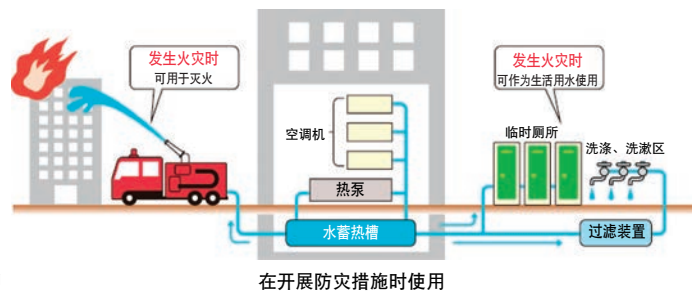 发生火灾时
可用于灭火
发生火灾时
可作为生活用水使用
空调机
临时厕所
洗涤、洗漱区
热泵
水蓄热槽
过滤装置
在开展防灾措施时使用